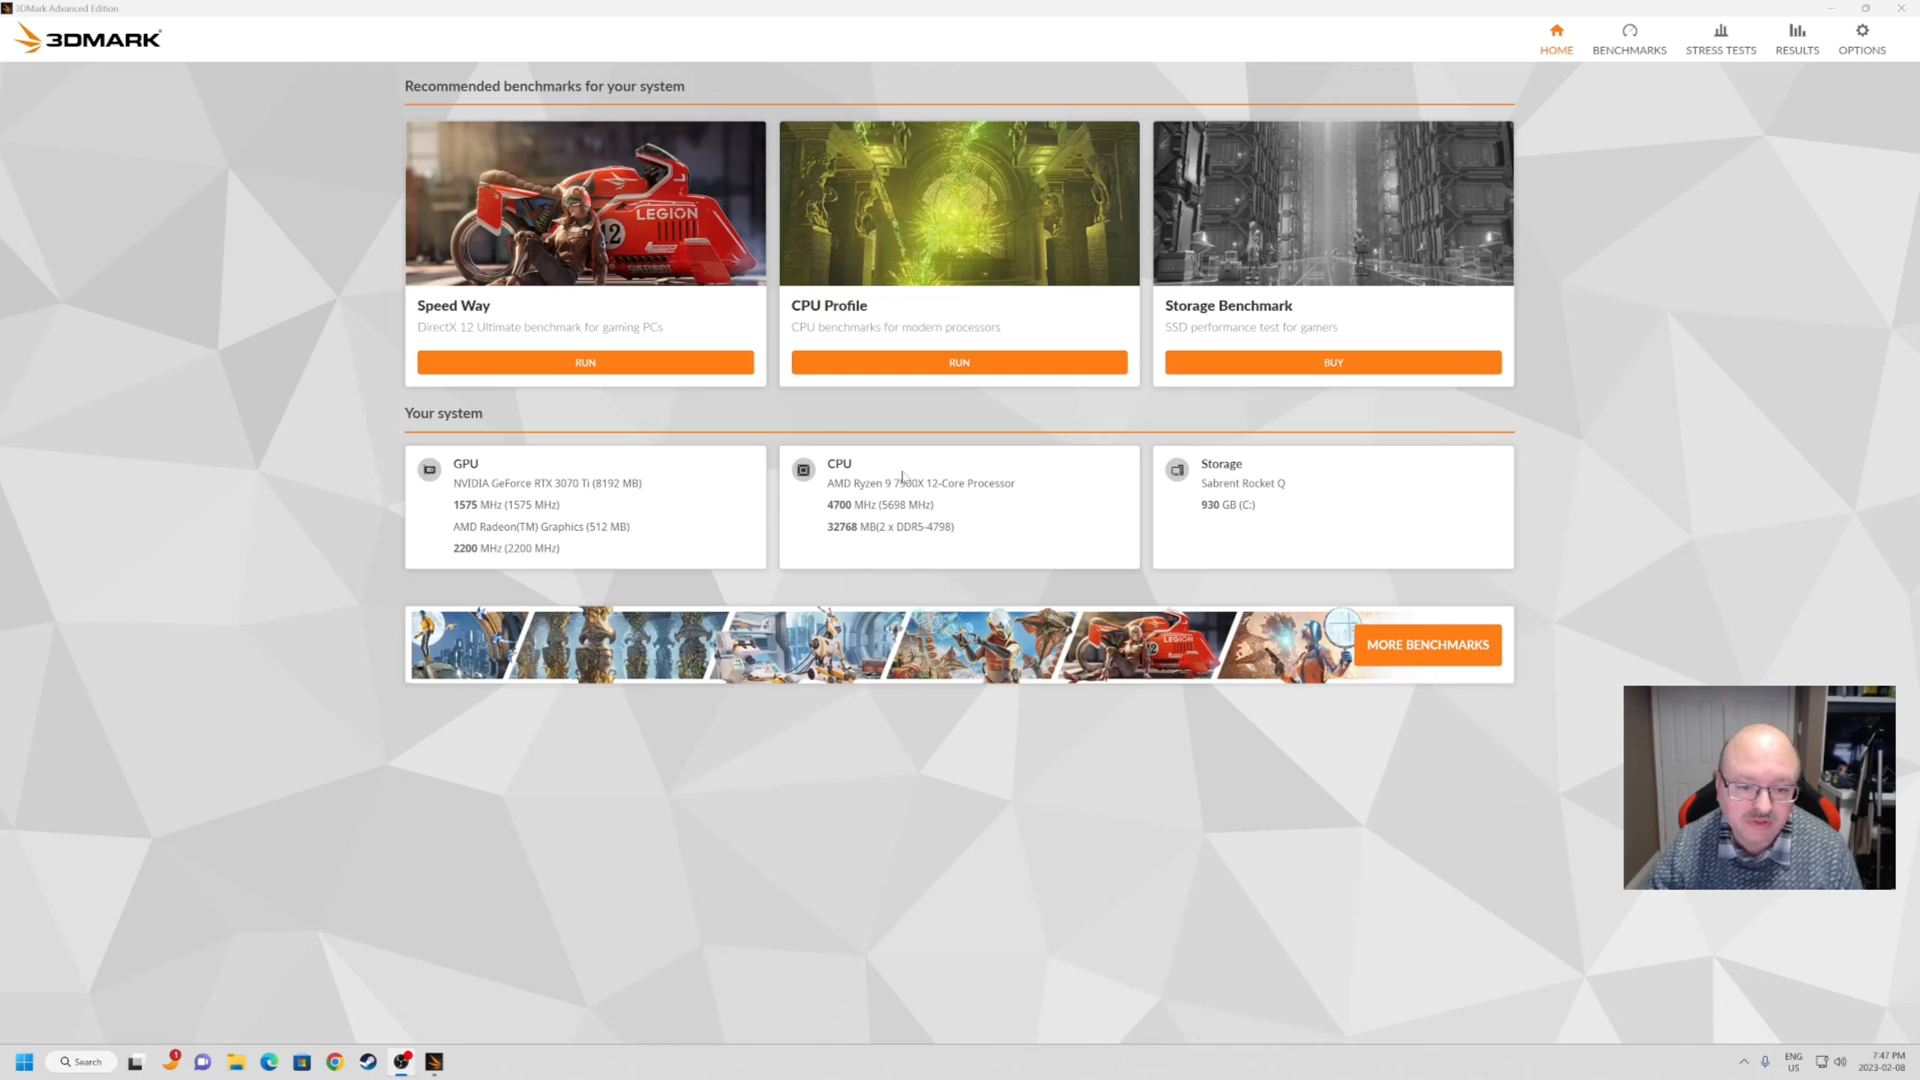 3DMark Advanced Edition
3DMARK
HOME
BENCHMARKS
STRESS TESTS
RESULTS
OPTIONS
Recommended benchmarks for your system
LEGION
12
Speed Way
DirectX 12 Ultimate benchmark for gaming PCs
RUN
CPU Profile
CPU benchmarks for modern processors
RUN
Storage Benchmark
SSD performance test for gamers
BUY
Your system
GPU
NVIDIA GeForce RTX 3070 Ti (8192 MB)
1575 MHz (1575 MHz)
AMD Radeon(TM) Graphics (512 MB)
2200 MHz (2200 MHz)
CPU
AMD Ryzen 9 7900X 12-Core Processor
4700 MHz (5698 MHz)
32768 MB(2 x DDR5-4798)
Storage
Sabrent Rocket Q
930 GB (C:)
LEGION
12
MORE BENCHMARKS
Search
1
ENG
US
7:47 PM
2023-02-08